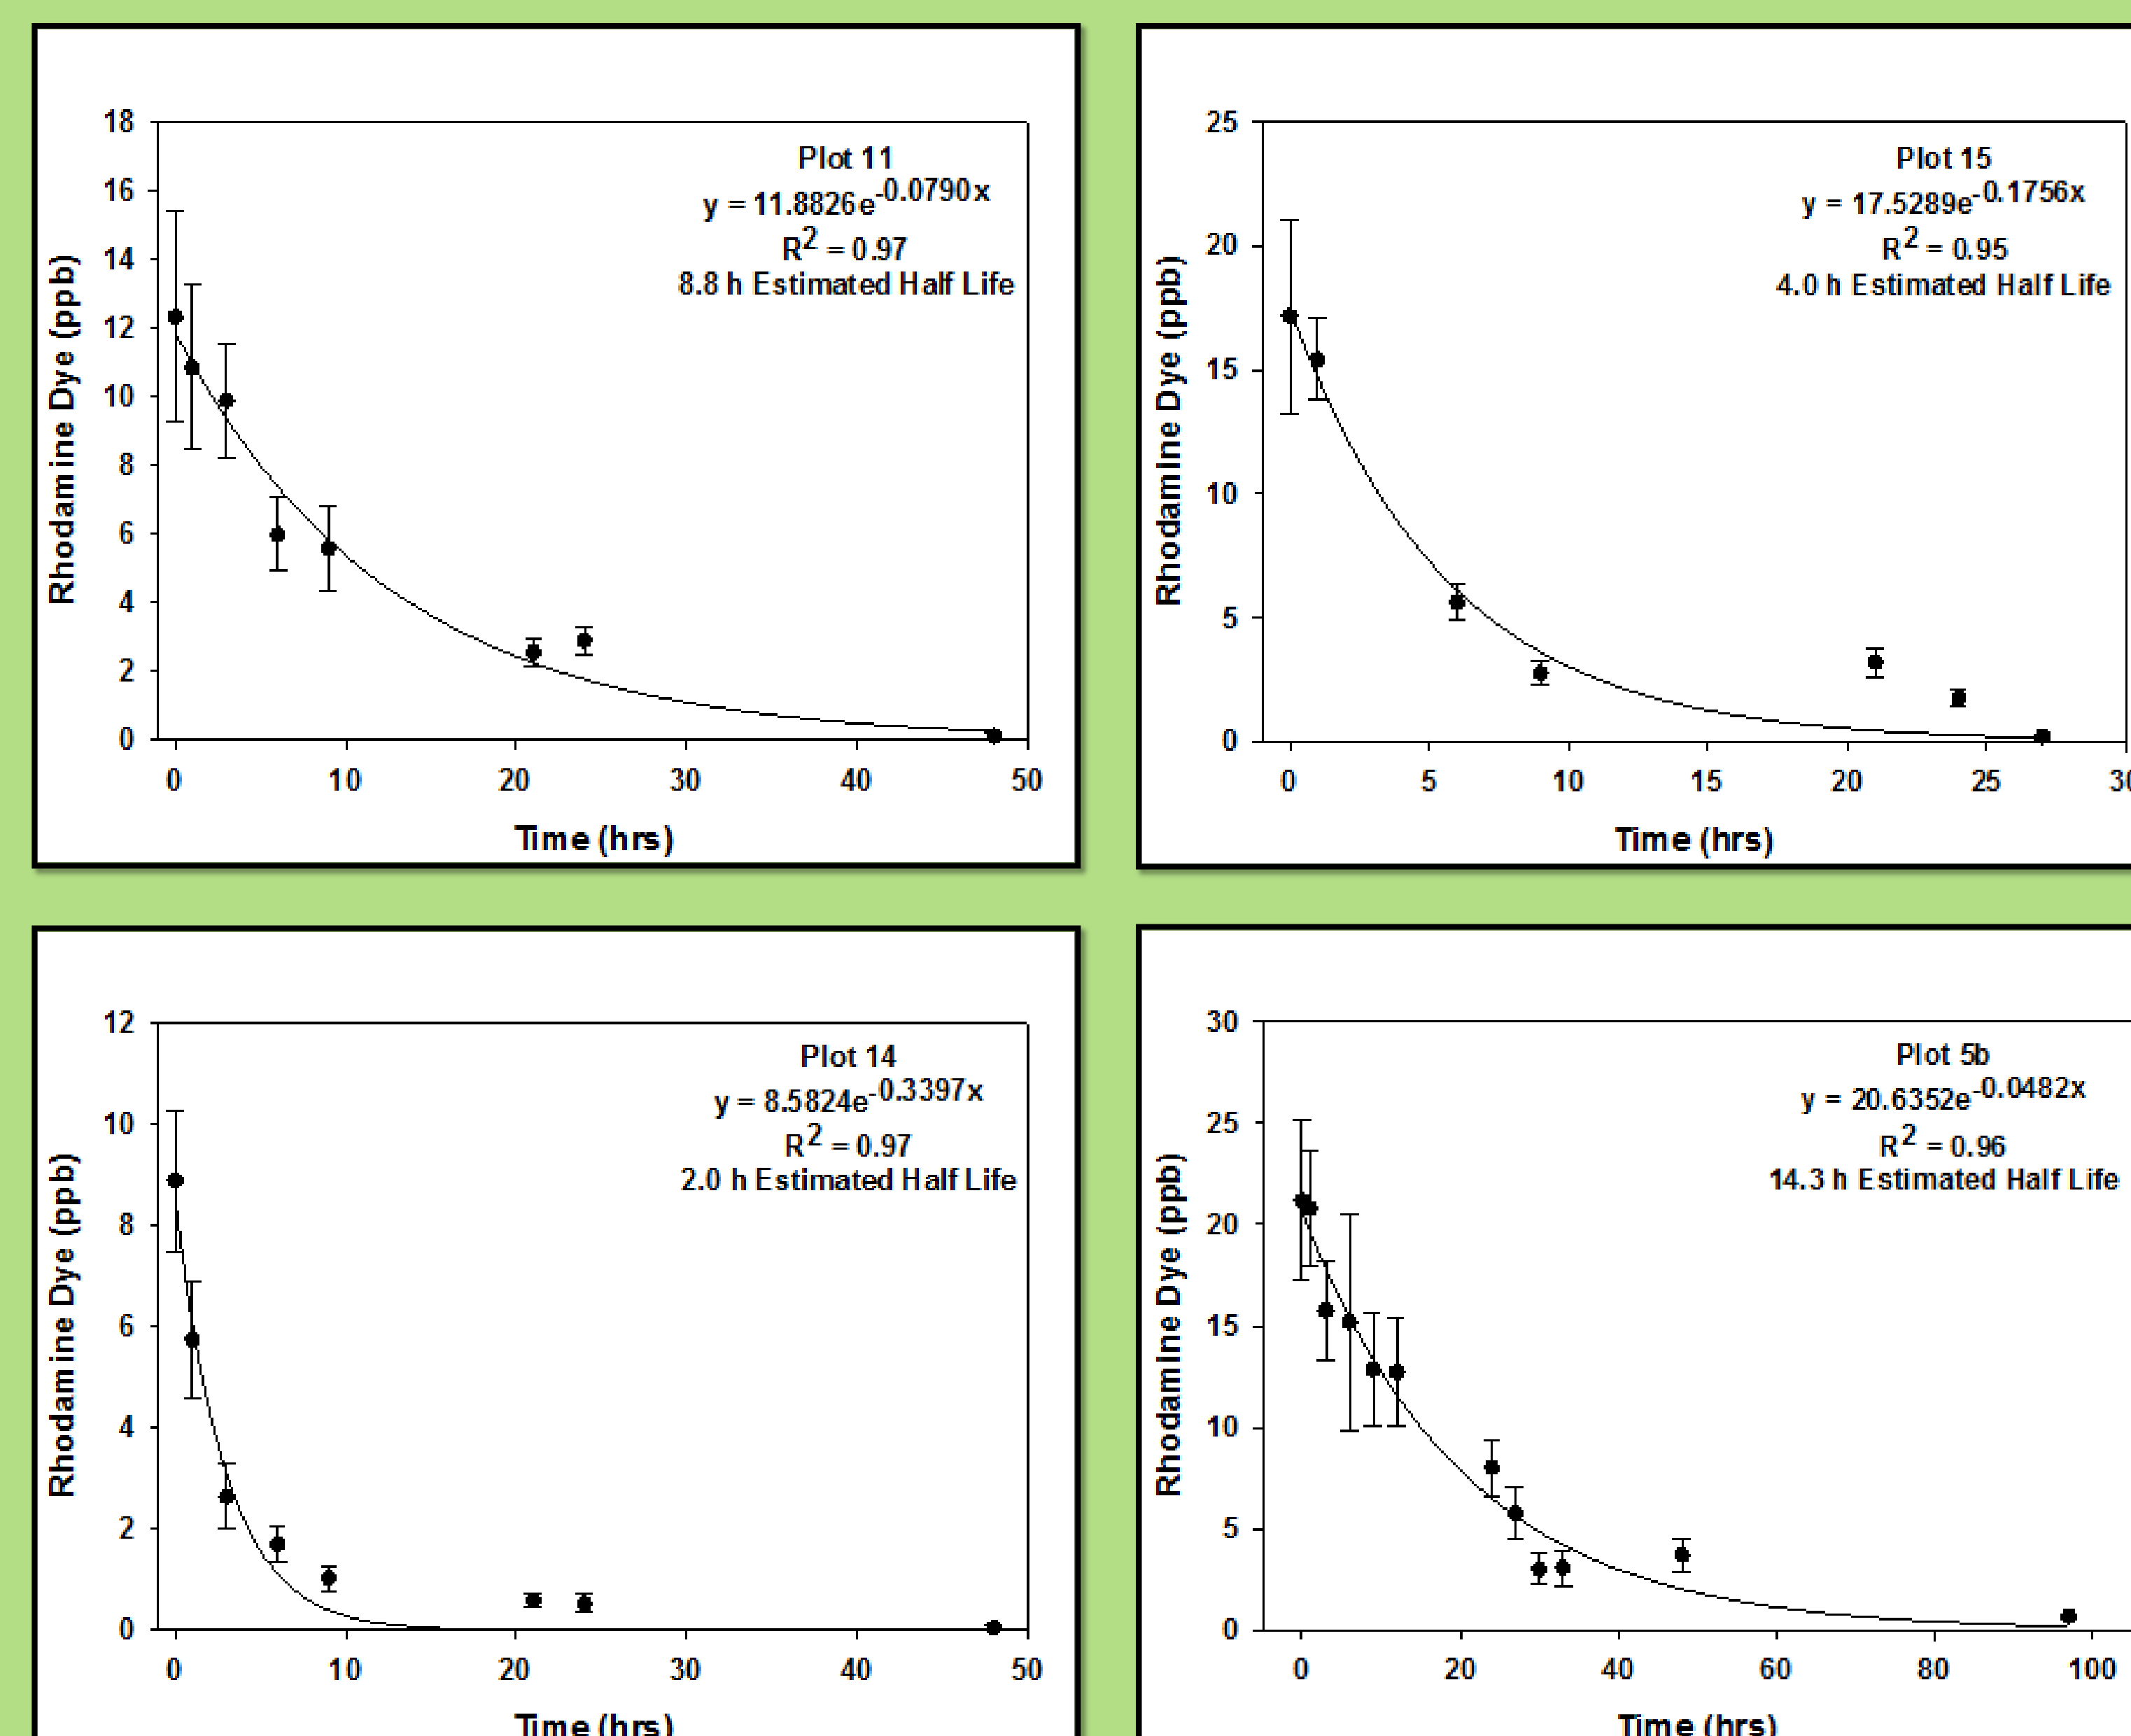 Plot 11
y = 11.8826e-0.0790x
R2 = 0.97
8.8 h Estimated Half Life
Rhodamine Dye (ppb)
18
16
14
12
10
8
6
4
2
0
0 10 20 30 40 50
Time (hrs)
Plot 15
y = 17.5289e-0.1756x
R2 = 0.95
4.0 h Estimated Half Life
Rhodamine Dye (ppb)
25
20
15
10
5
0
0 5 10 15 20 25
Time (hrs)
Plot 14
y = 8.5824e-0.3397x
R2 = 0.97
2.0 h Estimated Half Life
Rhodamine Dye (ppb)
12
10
8
6
4
2
0
0 10 20 30 40 50
Time (hrs)
Plot 5b
y = 20.6352e-0.0482x
R2 = 0.96
14.3 h Estimated Half Life
Rhodamine Dye (ppb)
30
25
20
15
10
5
0
0 20 40 60 80 100
Time (hrs)